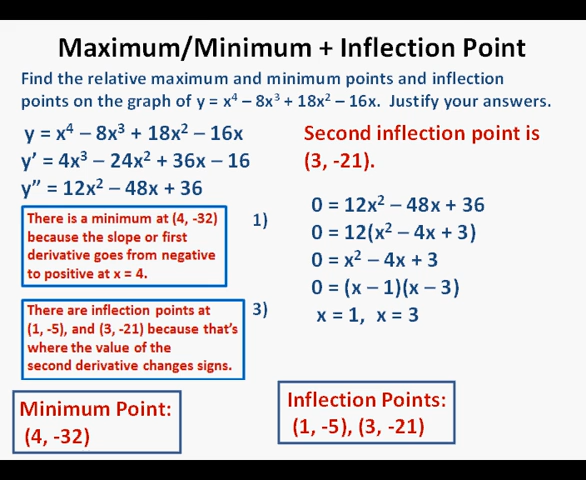 Maximum/Minimum + Inflection Point
Find the relative maximum and minimum points and inflection
points on the graph of y = x⁴ – 8x³ + 18x² – 16x. Justify your answers.
y = x⁴ – 8x³ + 18x² – 16x
y' = 4x³ – 24x² + 36x – 16
y" = 12x² – 48x + 36
There is a minimum at (4, -32)
because the slope or first
derivative goes from negative
to positive at x = 4.
There are inflection points at
(1, -5), and (3, -21) because that's
where the value of the
second derivative changes signs.
Minimum Point:
(4, -32)
Second inflection point is
(3, -21).
1)
0 = 12x² – 48x + 36
0 = 12(x² – 4x + 3)
0 = x² – 4x + 3
0 = (x – 1)(x – 3)
3)
x = 1, x = 3
Inflection Points:
(1, -5), (3, -21)